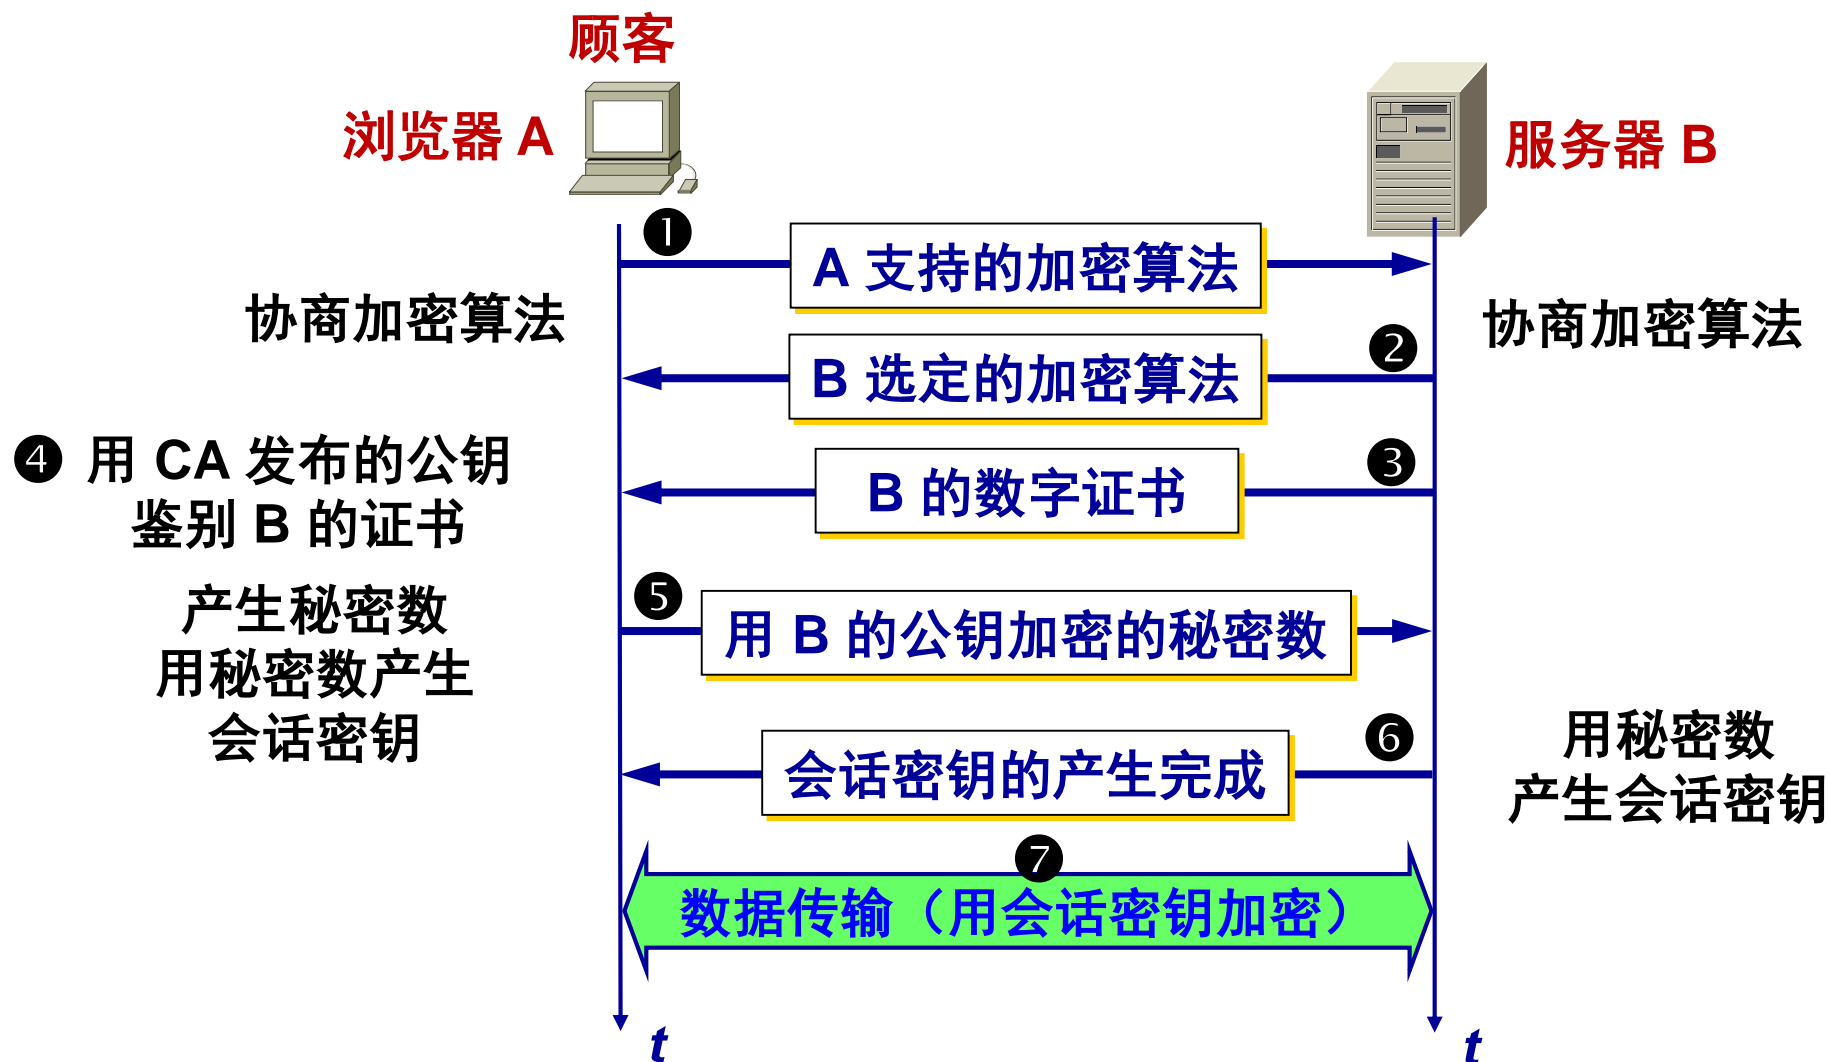 顾客
浏览器 A
服务器 B
❶
A 支持的加密算法
协商加密算法
协商加密算法
❷
B 选定的加密算法
❸
B 的数字证书
❹ 用 CA 发布的公钥
鉴别 B 的证书
产生秘密数
用秘密数产生
会话密钥
❺
用 B 的公钥加密的秘密数
❻
会话密钥的产生完成
用秘密数
产生会话密钥
❼
数据传输（用会话密钥加密）
t
t